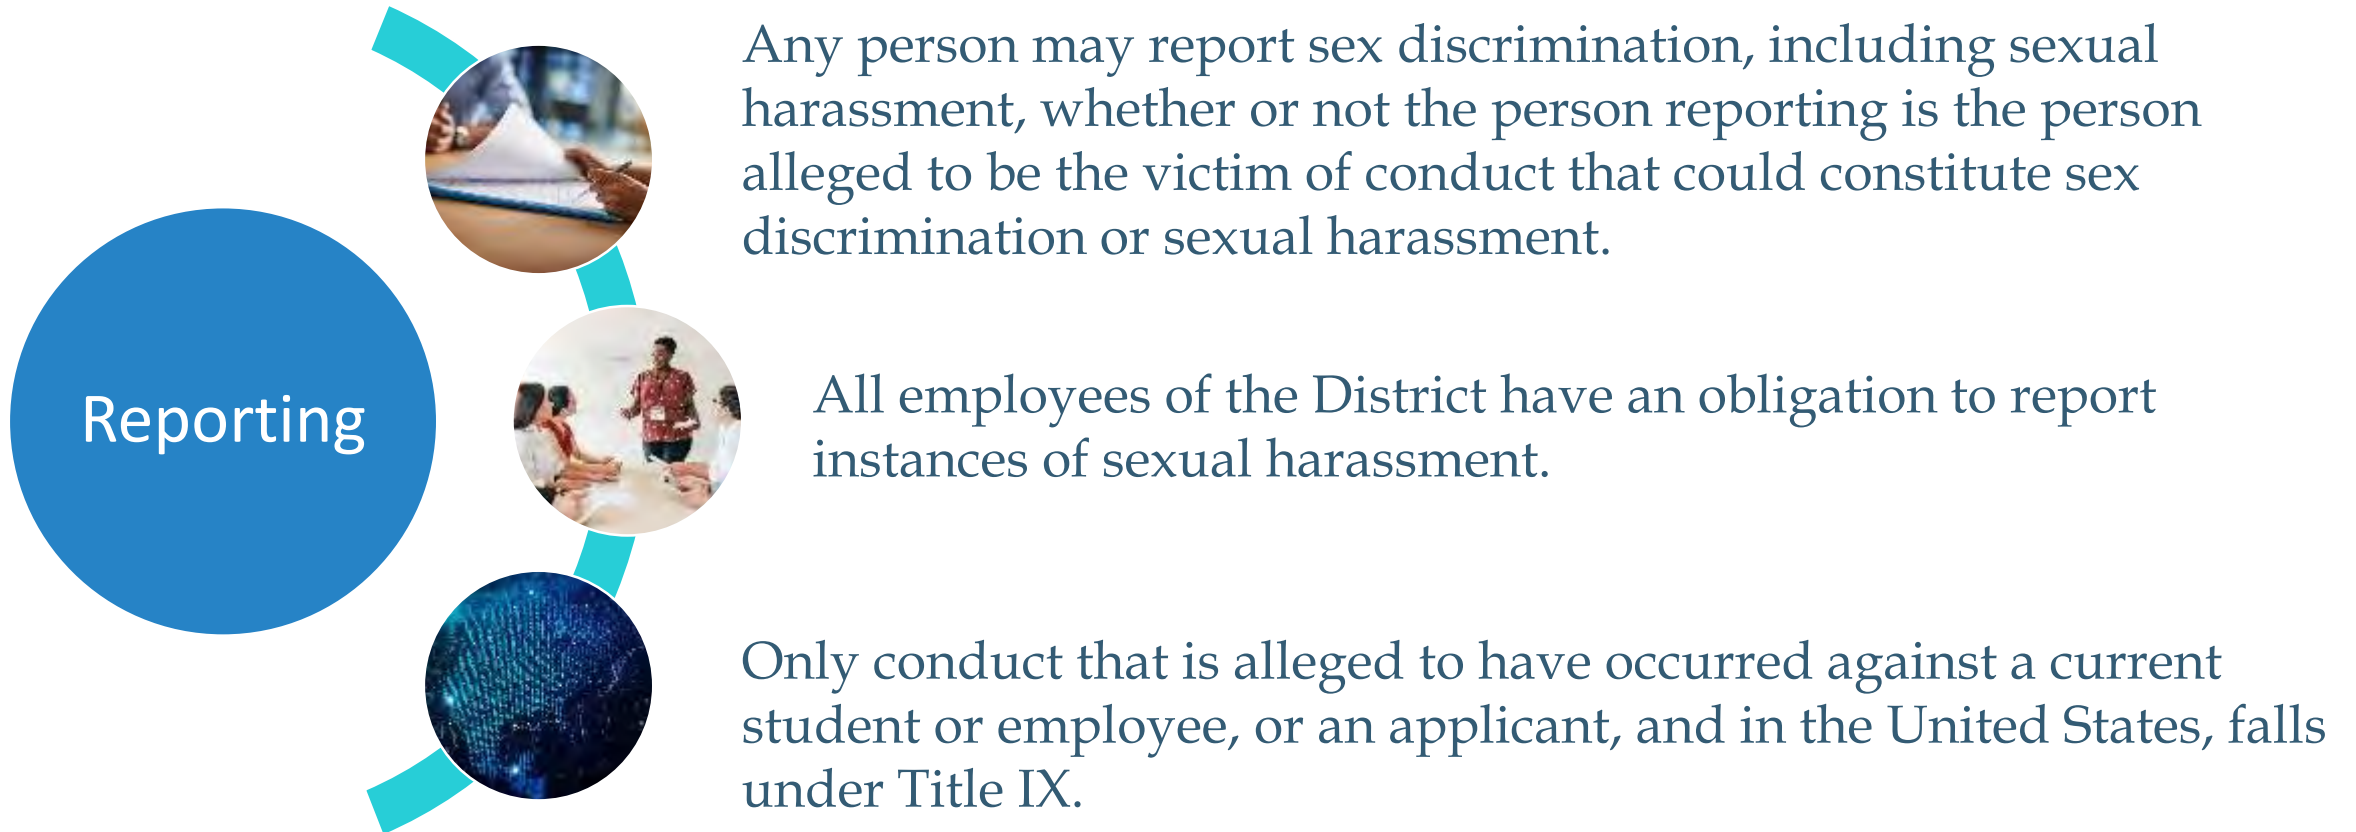 Reporting
Any person may report sex discrimination, including sexual
harassment, whether or not the person reporting is the person
alleged to be the victim of conduct that could constitute sex
discrimination or sexual harassment.
All employees of the District have an obligation to report
instances of sexual harassment.
Only conduct that is alleged to have occurred against a current
student or employee, or an applicant, and in the United States, falls
under Title IX.